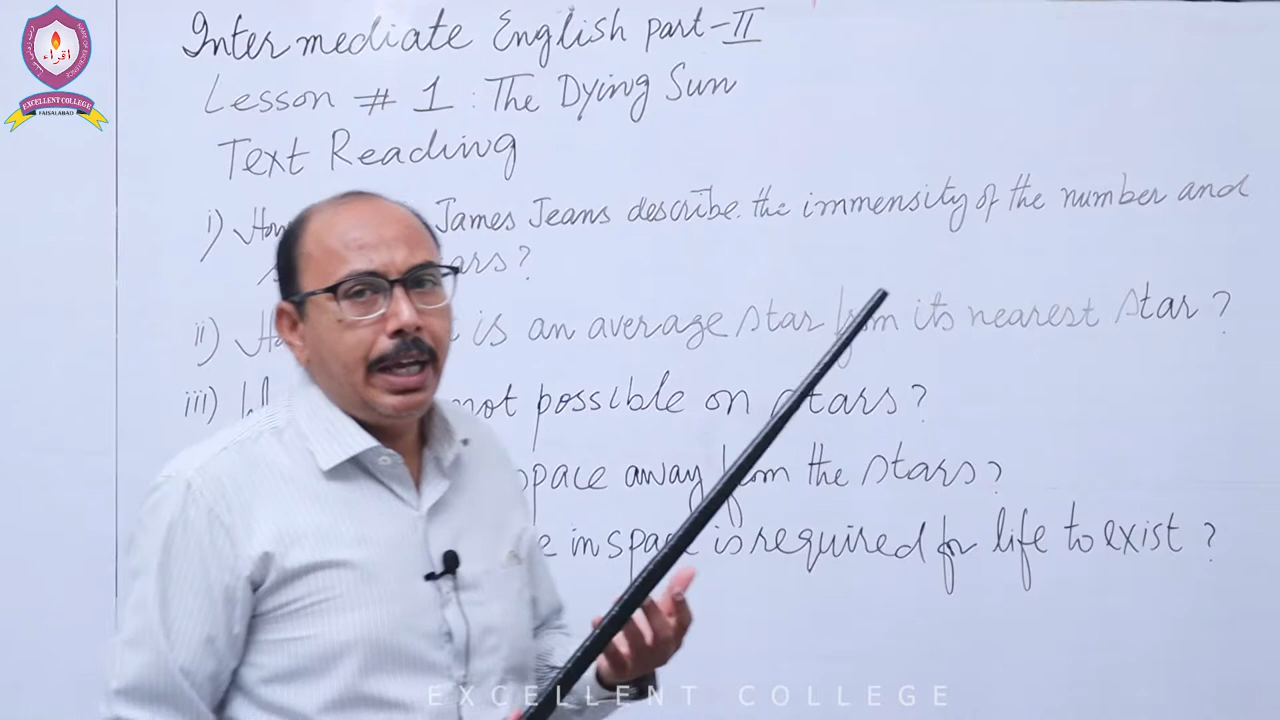 Intermediate English part-II
Lesson # 1 : The Dying Sun
Text Reading
i) James Jeans describe. the immensity of the number and
?
ii) is an average star from its nearest star ?
iii) not possible on stars ?
space away from the stars ?
in space is required for life to exist ?
اقراء
EXCELLENT COLLEGE
FAISALABAD
EXCELLENT COLLEGE